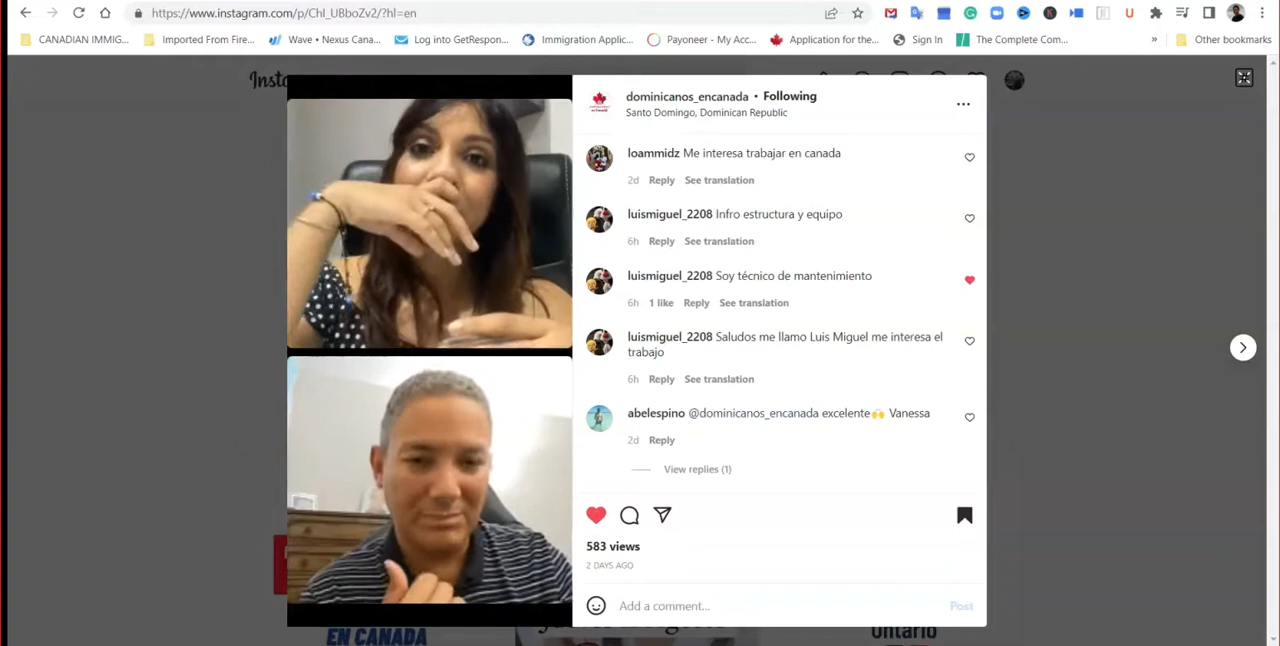 https://www.instagram.com/p/ChI_UBboZv2/?hl=en
CANADIAN IMMIG...
Imported From Fire...
Wave • Nexus Cana...
Log into GetRespon...
Immigration Applic...
Payoneer - My Acc...
Application for the...
Sign In
The Complete Com...
»
Other bookmarks
dominicanos_encanada • Following
Santo Domingo, Dominican Republic
loammidz Me interesa trabajar en canada
2d Reply See translation
luismiguel_2208 Infro estructura y equipo
6h Reply See translation
luismiguel_2208 Soy técnico de mantenimiento
6h 1 like Reply See translation
luismiguel_2208 Saludos me llamo Luis Miguel me interesa el
trabajo
6h Reply See translation
abelespino @dominicanos_encanada excelente🙌 Vanessa
2d Reply
View replies (1)
583 views
2 DAYS AGO
Add a comment...
Post
EN CANADA
Ontario